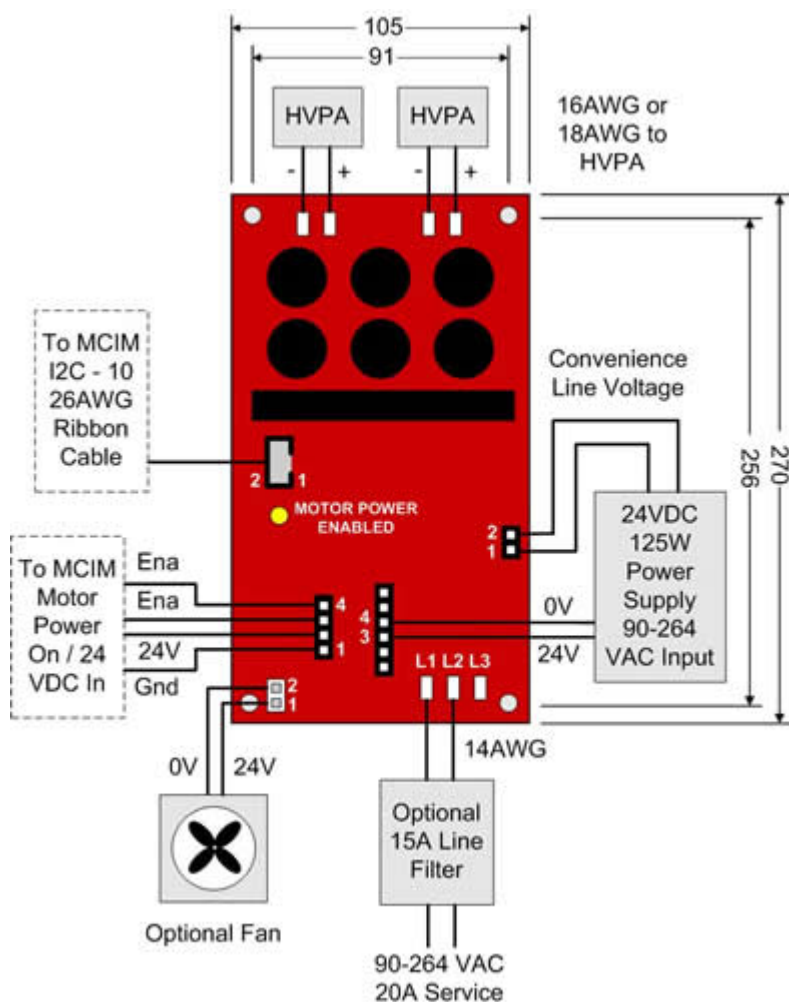 105
91
HVPA
HVPA
16AWG or
18AWG to
HVPA
- +
- +
To MCIM
I2C - 10
26AWG
Ribbon
Cable
2 1
MOTOR POWER
ENABLED
Convenience
Line Voltage
256
270
2
1
24VDC
125W
Power
Supply
90-264
VAC Input
0V
24V
4
3
To MCIM
Motor
Power
On / 24
VDC In
Ena
Ena
24V
Gnd
4
1
L1 L2 L3
2
1
0V 24V
14AWG
Optional
15A Line
Filter
Optional Fan
90-264 VAC
20A Service